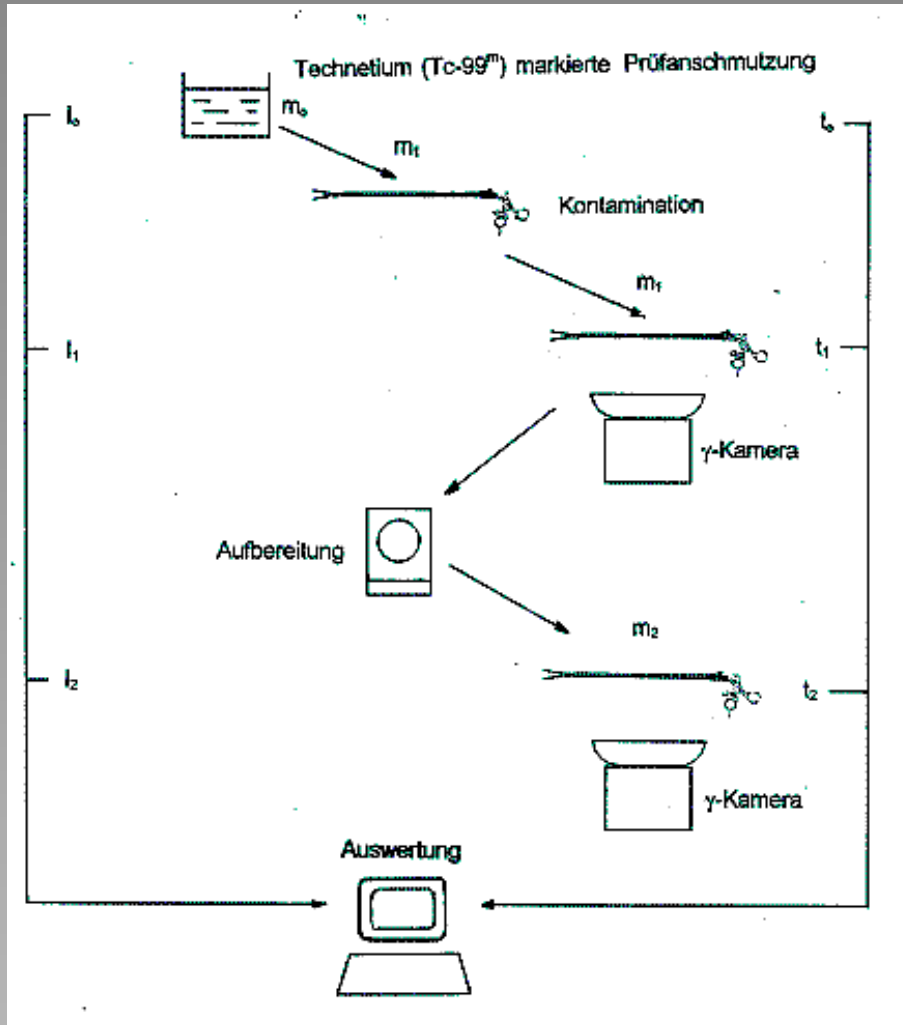 Technetium (Tc-99ᵐ) markierte Prüfanschmutzung
I₀ m₀ t₀
m₁
Kontamination
m₁
I₁ t₁
γ-Kamera
Aufbereitung
m₂
I₂ t₂
γ-Kamera
Auswertung